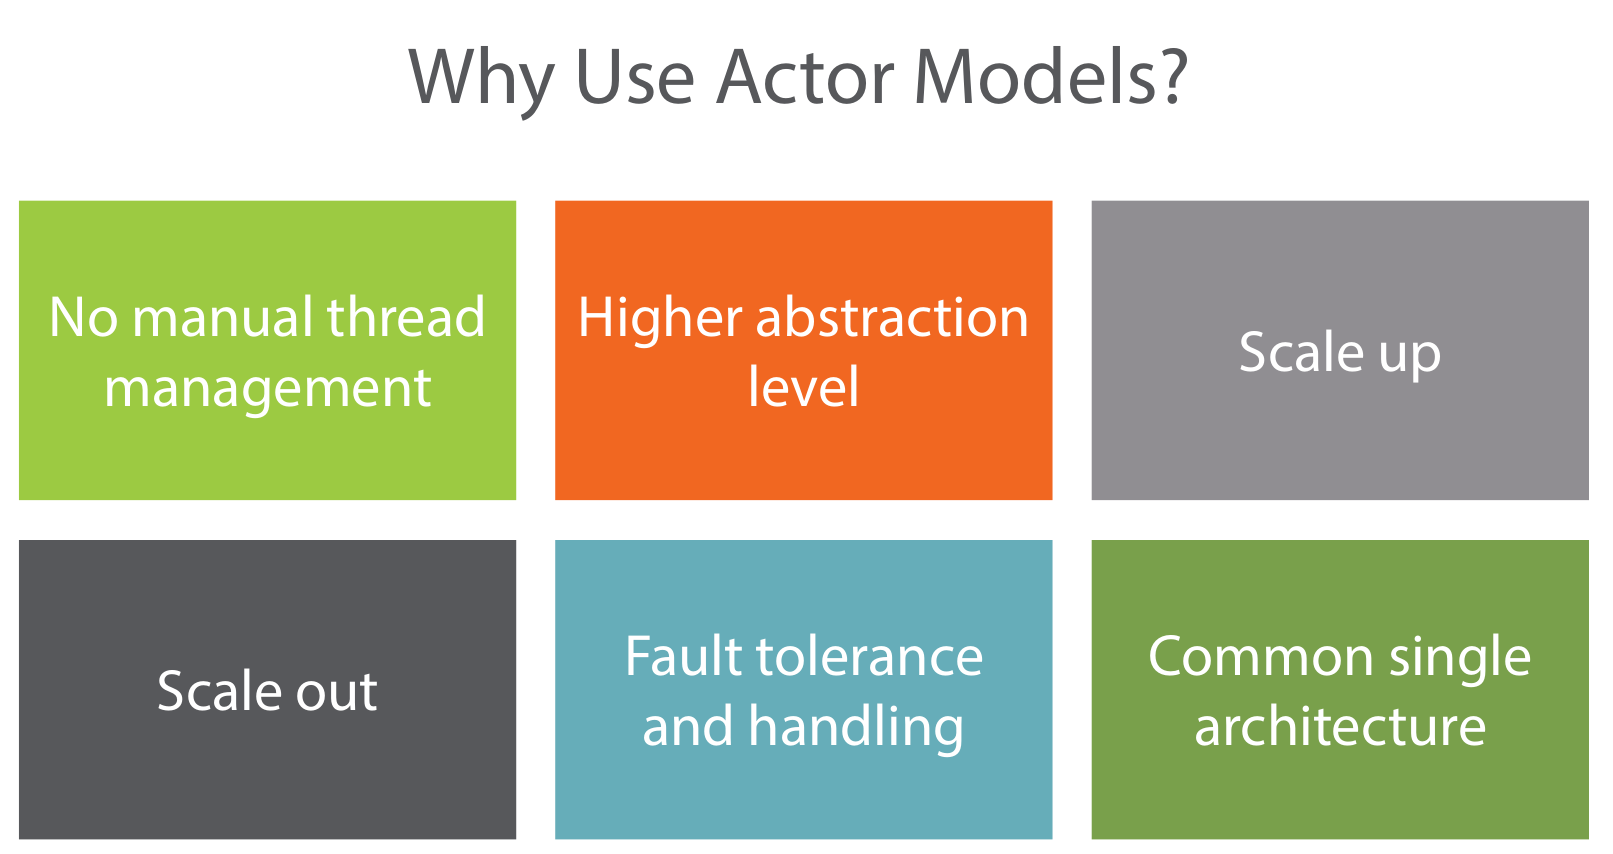 Why Use Actor Models?
No manual thread
management
Higher abstraction
level
Scale up
Scale out
Fault tolerance
and handling
Common single
architecture